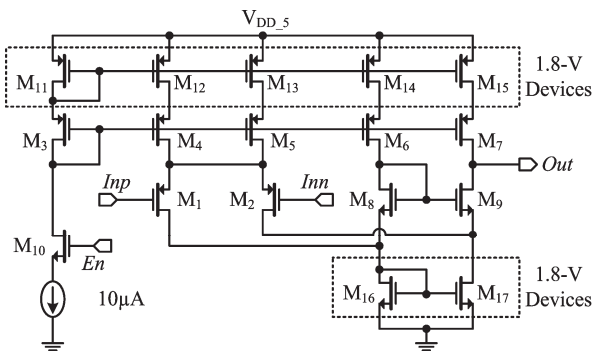 V_DD_5
M11 M12 M13 M14 M15
1.8-V
Devices
M3 M4 M5 M6 M7
Inp Inn Out
M1 M2 M8 M9
M10
En
10μA
M16 M17
1.8-V
Devices